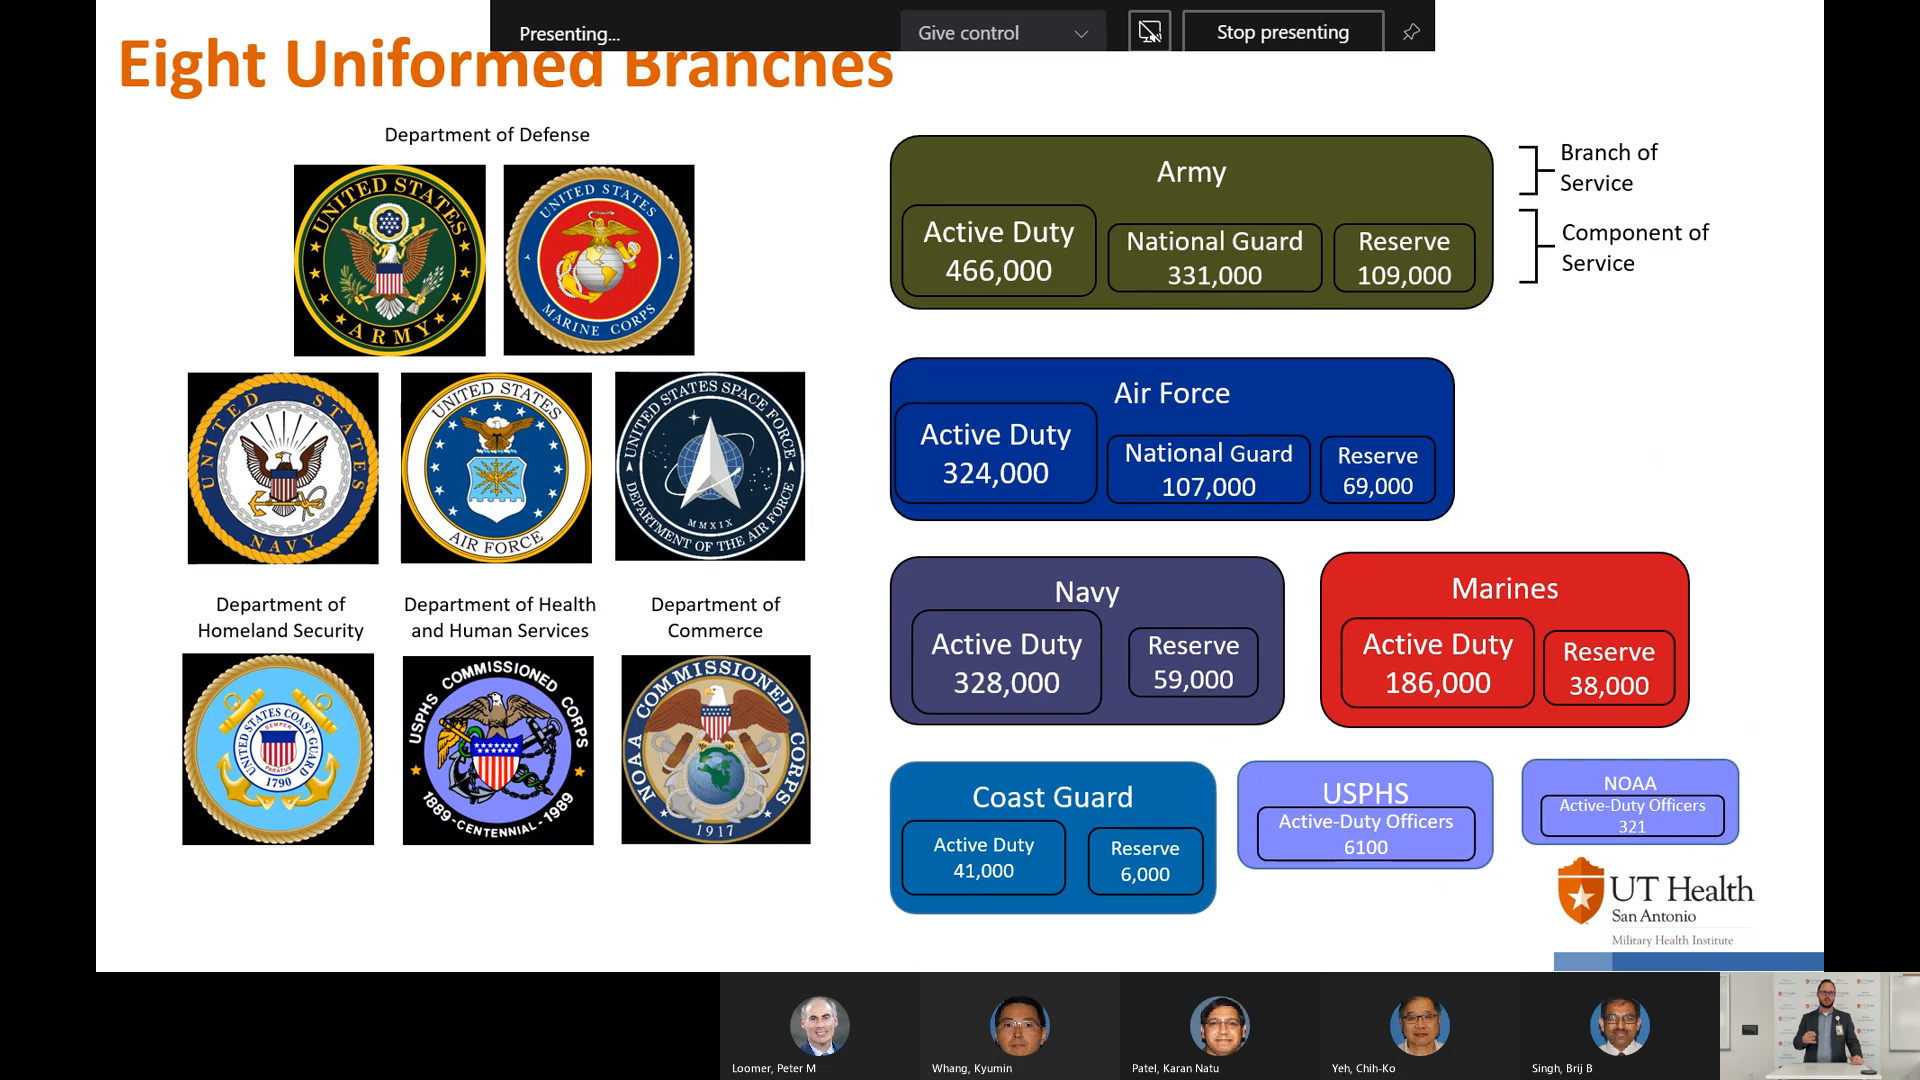 Presenting...
Give control
Stop presenting
Eight Uniformed Branches
Department of Defense
UNITED STATES
ARMY
UNITED STATES
MARINE CORPS
UNITED STATES
NAVY
UNITED STATES
AIR FORCE
UNITED STATES SPACE FORCE
MMXIX
DEPARTMENT OF THE AIR FORCE
Department of
Homeland Security
Department of Health
and Human Services
Department of
Commerce
UNITED STATES COAST GUARD
SEMPER
PARATUS
1790
USPHS COMMISSIONED CORPS
1889-CENTENNIAL-1989
NOAA COMMISSIONED CORPS
1917
Army
Active Duty
466,000
National Guard
331,000
Reserve
109,000
Branch of
Service
Component of
Service
Air Force
Active Duty
324,000
National Guard
107,000
Reserve
69,000
Navy
Active Duty
328,000
Reserve
59,000
Marines
Active Duty
186,000
Reserve
38,000
Coast Guard
Active Duty
41,000
Reserve
6,000
USPHS
Active-Duty Officers
6100
NOAA
Active-Duty Officers
321
UT Health
San Antonio
Military Health Institute
Loomer, Peter M
Whang, Kyumin
Patel, Karan Natu
Yeh, Chih-Ko
Singh, Brij B